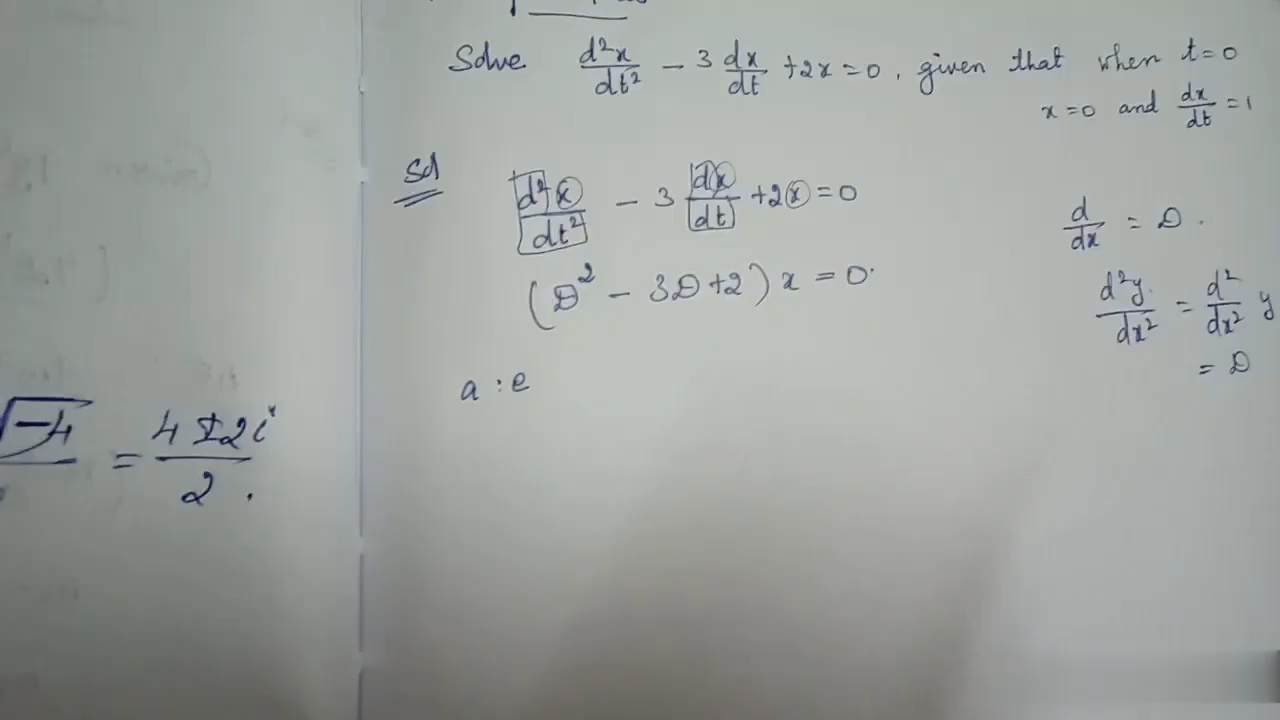 Solve d²x/dt² - 3 dx/dt + 2x = 0, given that when t=0
x=0 and dx/dt = 1
Sol
d²x/dt² - 3 dx/dt + 2x = 0
d/dx = D.
(D² - 3D + 2) x = 0.
d²y/dx² = d²/dx² y
= D
a : e
√-4 = 4 ± 2i / 2 .